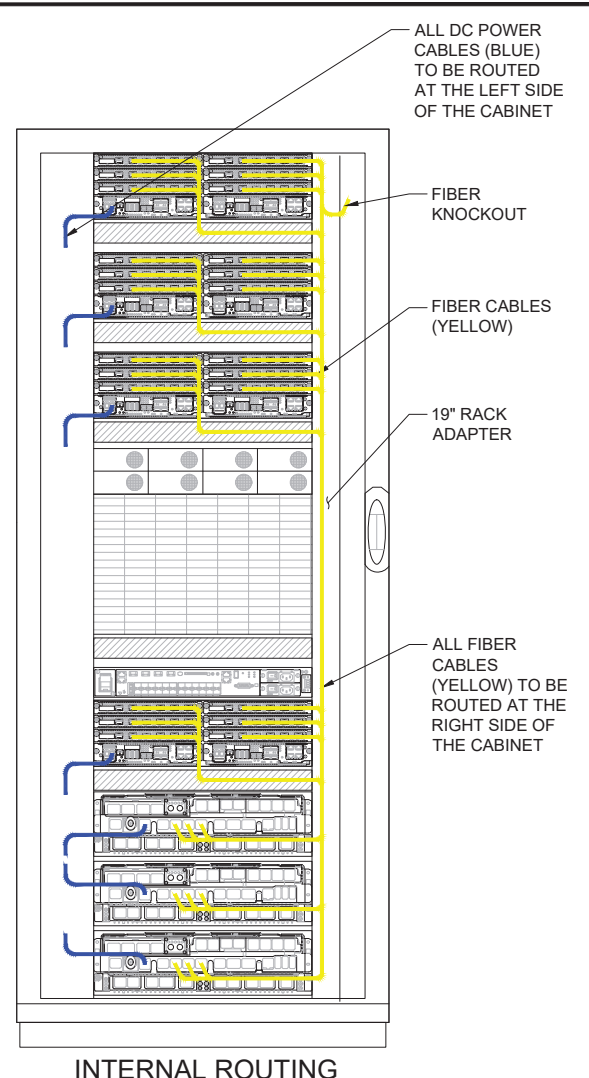 ALL DC POWER
CABLES (BLUE)
TO BE ROUTED
AT THE LEFT SIDE
OF THE CABINET
FIBER
KNOCKOUT
FIBER CABLES
(YELLOW)
19" RACK
ADAPTER
ALL FIBER
CABLES
(YELLOW) TO BE
ROUTED AT THE
RIGHT SIDE OF
THE CABINET
INTERNAL ROUTING